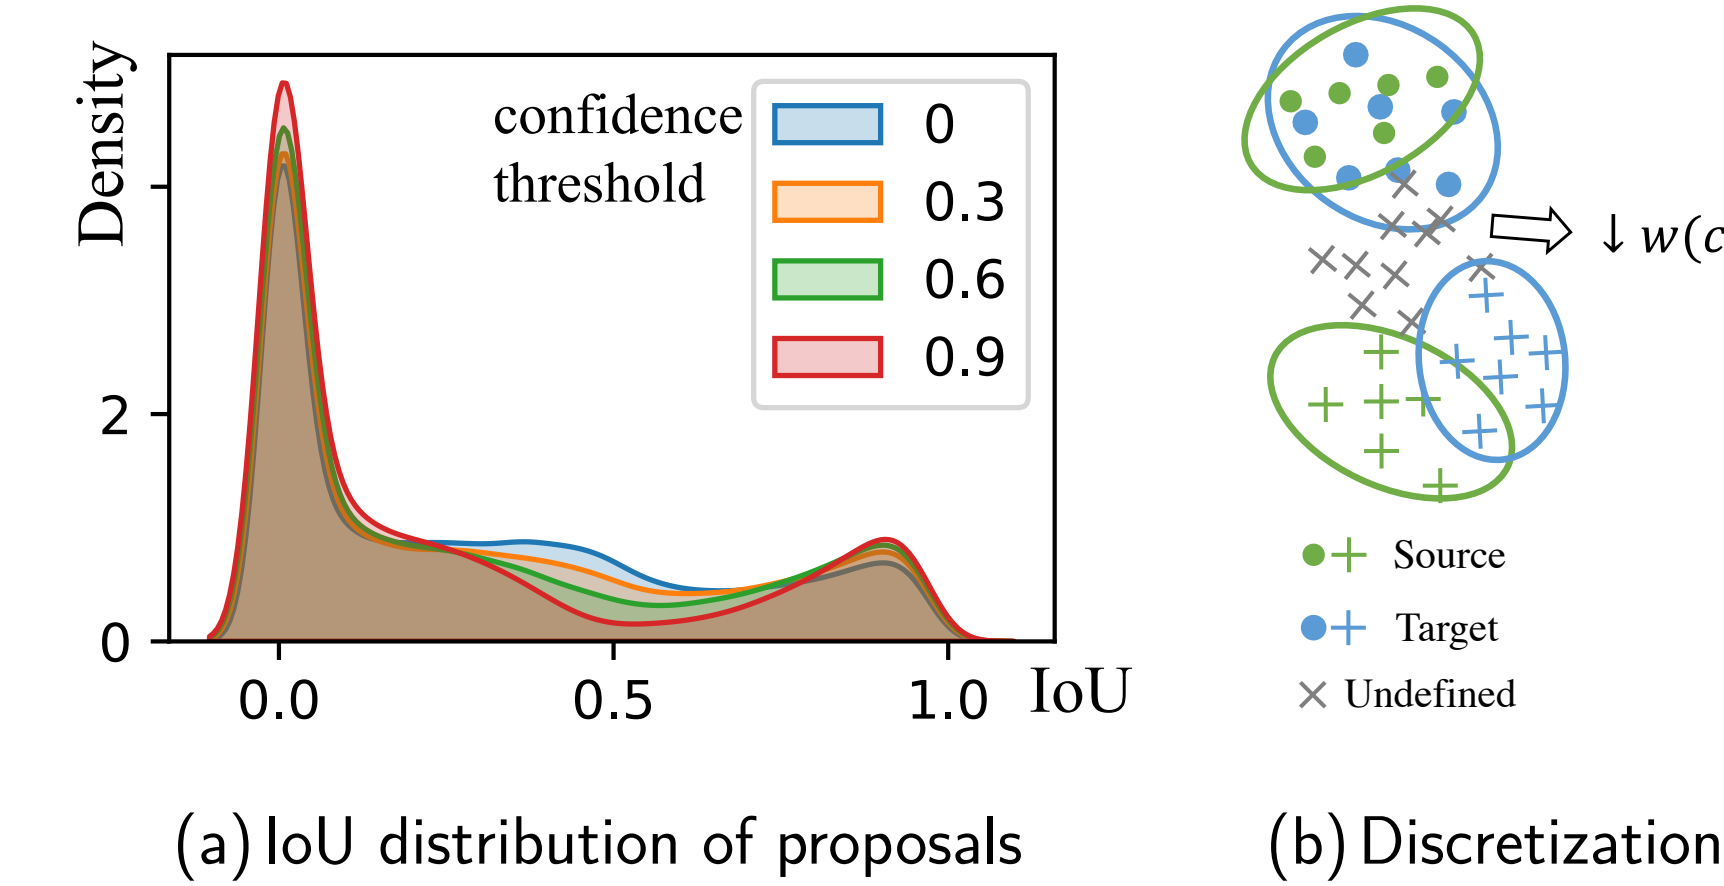 Density
confidence
threshold
0
0.3
0.6
0.9
2
0
0.0
0.5
1.0
IoU
(a) IoU distribution of proposals
↓ w(c
Source
Target
Undefined
(b) Discretization